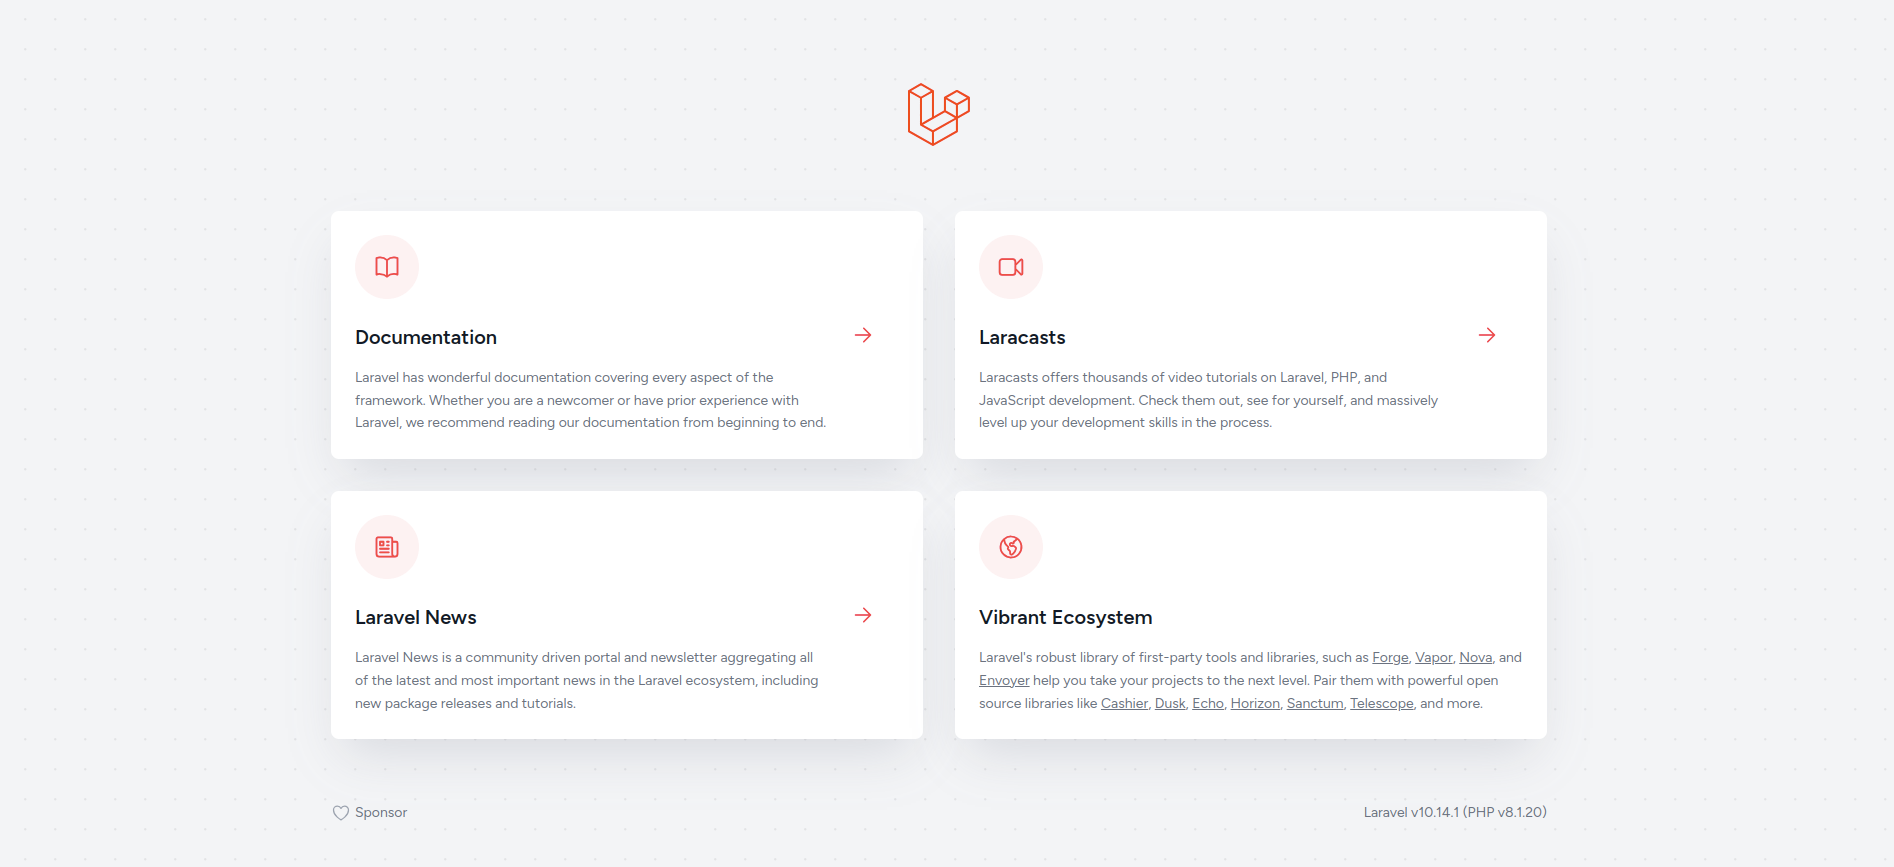 Documentation
Laravel has wonderful documentation covering every aspect of the
framework. Whether you are a newcomer or have prior experience with
Laravel, we recommend reading our documentation from beginning to end.
Laracasts
Laracasts offers thousands of video tutorials on Laravel, PHP, and
JavaScript development. Check them out, see for yourself, and massively
level up your development skills in the process.
Laravel News
Laravel News is a community driven portal and newsletter aggregating all
of the latest and most important news in the Laravel ecosystem, including
new package releases and tutorials.
Vibrant Ecosystem
Laravel's robust library of first-party tools and libraries, such as Forge, Vapor, Nova, and
Envoyer help you take your projects to the next level. Pair them with powerful open
source libraries like Cashier, Dusk, Echo, Horizon, Sanctum, Telescope, and more.
Sponsor
Laravel v10.14.1 (PHP v8.1.20)